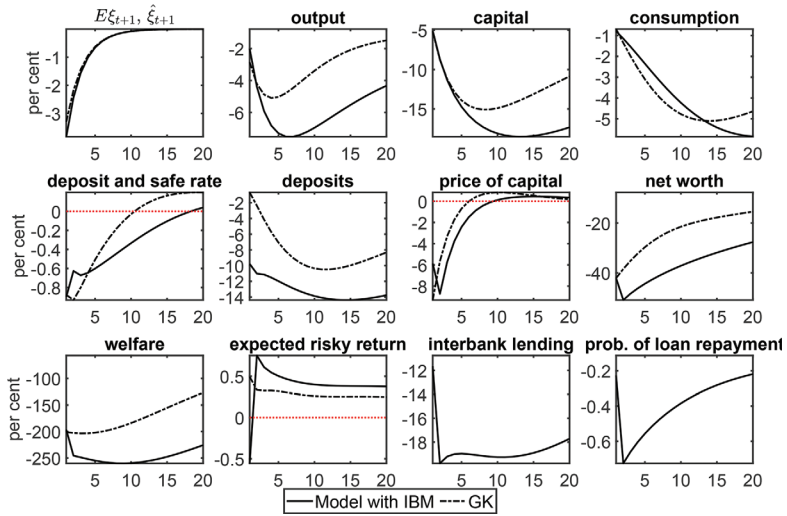 Eξt+1, ξ̂t+1 output capital consumption
per cent
0 -1 -2 -3
-2 -4 -6
-5 -10 -15
-1 -2 -3 -4 -5
5 10 15 20 5 10 15 20 5 10 15 20 5 10 15 20
deposit and safe rate deposits price of capital net worth
per cent
0 -0.2 -0.4 -0.6 -0.8
-2 -4 -6 -8 -10 -12 -14
0 -2 -4 -6 -8
-20 -40
5 10 15 20 5 10 15 20 5 10 15 20 5 10 15 20
welfare expected risky return interbank lending prob. of loan repayment
per cent
-100 -150 -200 -250
0.5 0 -0.5
-12 -14 -16 -18
-0.2 -0.4 -0.6
5 10 15 20 5 10 15 20 5 10 15 20 5 10 15 20
Model with IBM GK